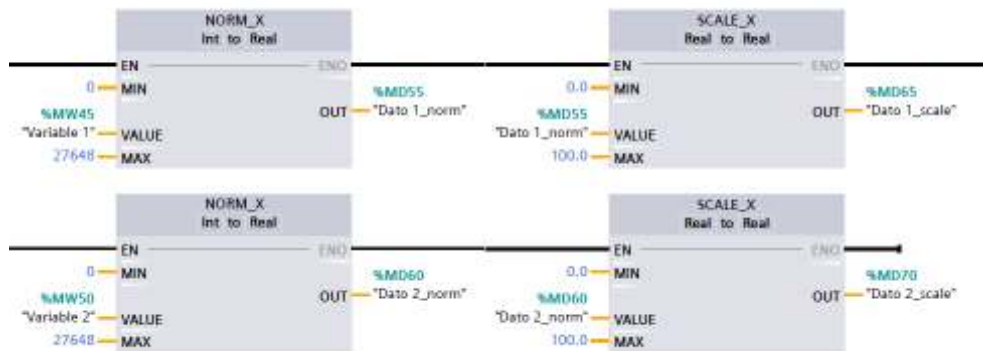 NORM_X
Int to Real
EN
ENO
0
MIN
%MW45
"Variable 1"
VALUE
27648
MAX
OUT
%MD55
"Dato 1_norm"
SCALE_X
Real to Real
EN
ENO
0.0
MIN
%MD55
"Dato 1_norm"
VALUE
100.0
MAX
OUT
%MD65
"Dato 1_scale"
NORM_X
Int to Real
EN
ENO
0
MIN
%MW50
"Variable 2"
VALUE
27648
MAX
OUT
%MD60
"Dato 2_norm"
SCALE_X
Real to Real
EN
ENO
0.0
MIN
%MD60
"Dato 2_norm"
VALUE
100.0
MAX
OUT
%MD70
"Dato 2_scale"